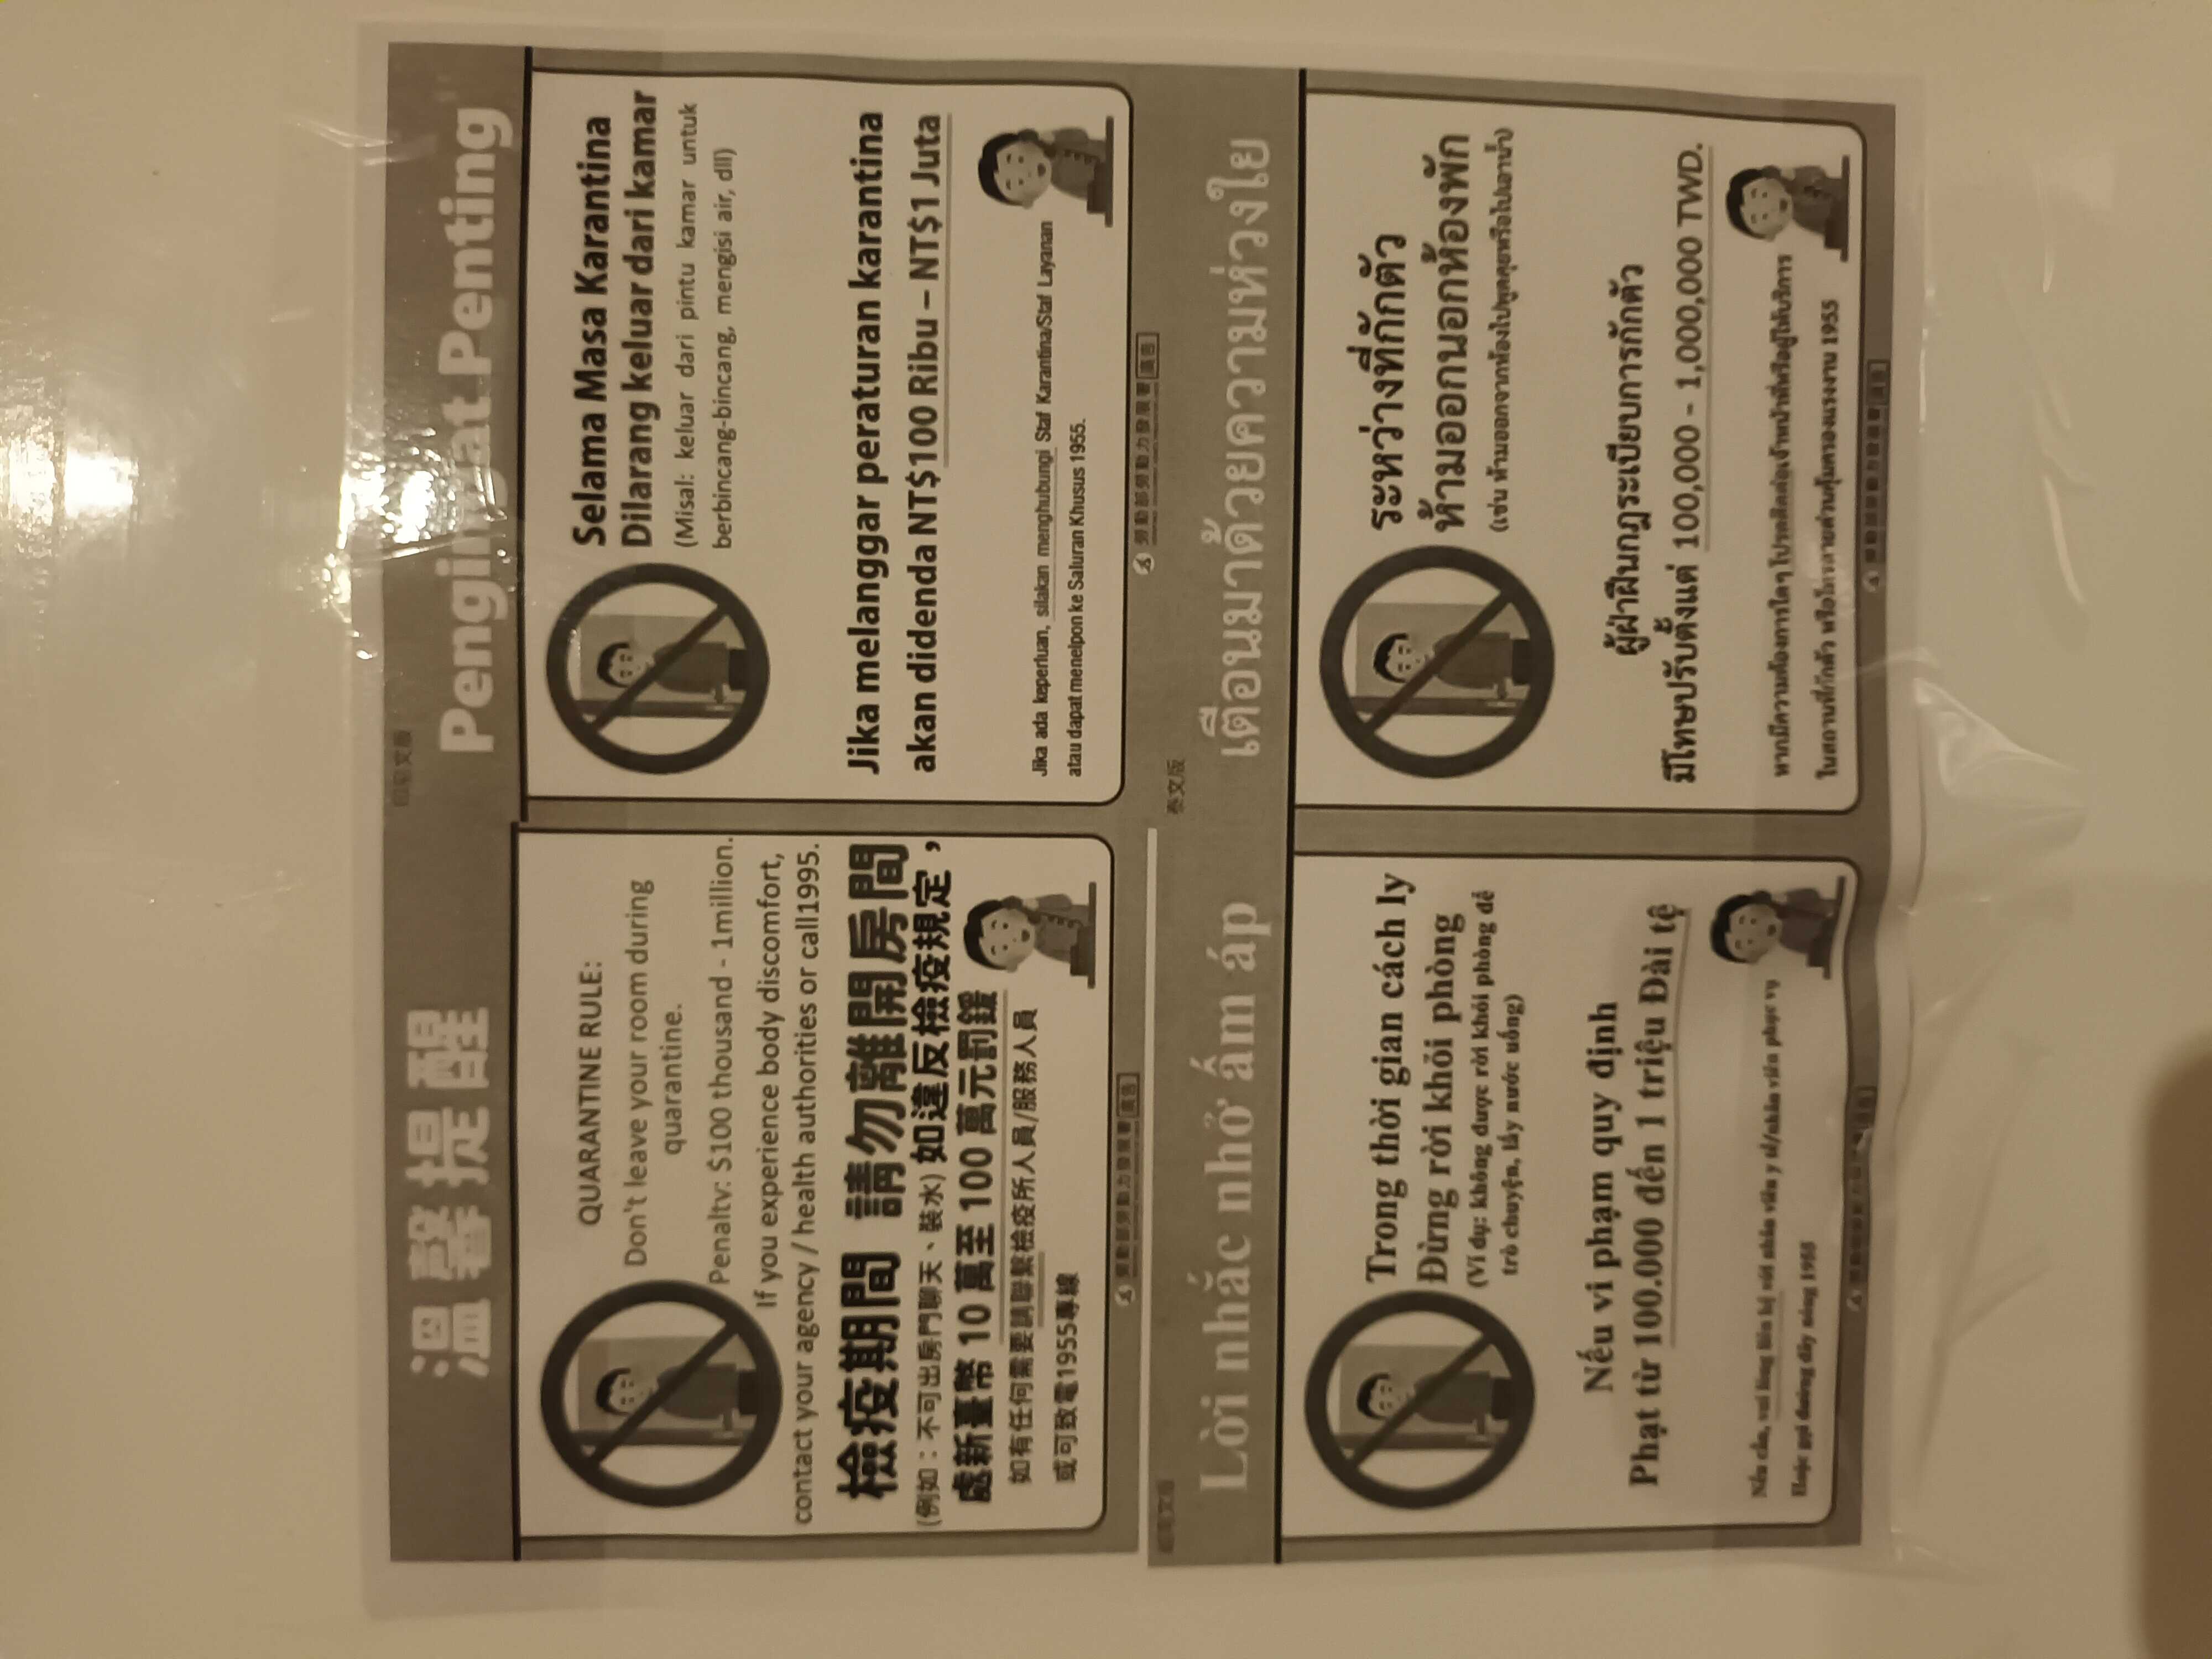 溫馨提醒
QUARANTINE RULE:
Don't leave your room during
quarantine.
Penalty: $100 thousand - 1million.
If you experience body discomfort,
contact your agency / health authorities or call1995.
檢疫期間 請勿離開房間
(例如：不可出房門聊天、裝水) 如違反檢疫規定，
處新臺幣 10 萬至 100 萬元罰鍰
如有任何需要請聯繫檢疫所人員/服務人員
或可致電1955專線
勞動部勞動力發展署 廣告
印尼文版
Pengingat Penting
Selama Masa Karantina
Dilarang keluar dari kamar
(Misal: keluar dari pintu kamar untuk
berbincang-bincang, mengisi air, dll)
Jika melanggar peraturan karantina
akan didenda NT$100 Ribu – NT$1 Juta
Jika ada keperluan, silakan menghubungi Staf Karantina/Staf Layanan
atau dapat menelpon ke Saluran Khusus 1955.
勞動部勞動力發展署 廣告
越南文版
Lời nhắc nhở ấm áp
Trong thời gian cách ly
Đừng rời khỏi phòng
(Ví dụ: không được rời khỏi phòng để
trò chuyện, lấy nước uống)
Nếu vi phạm quy định
Phạt từ 100.000 đến 1 triệu Đài tệ
Nếu cần, vui lòng liên hệ với nhân viên y tế/nhân viên phục vụ
Hoặc gọi đường dây nóng 1955
泰文版
เตือนมาด้วยความห่วงใย
ระหว่างที่กักตัว
ห้ามออกนอกห้องพัก
(เช่น ห้ามออกจากห้องไปพูดคุยหรือไปเอาน้ำ)
ผู้ฝ่าฝืนกฎระเบียบการกักตัว
มีโทษปรับตั้งแต่ 100,000 - 1,000,000 TWD.
หากมีความต้องการใดๆ โปรดติดต่อเจ้าหน้าที่หรือผู้ให้บริการ
ในสถานที่กักตัว หรือโทรสายด่วนคุ้มครองแรงงาน 1955
勞動部勞動力發展署 廣告